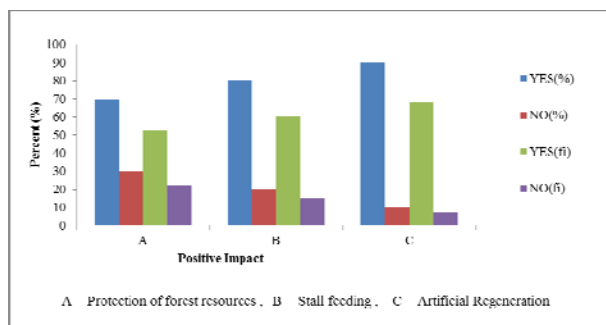 100
90
80
70
60
50
40
30
20
10
0
Percent (%)
A
B
C
Positive Impact
YES(%)
NO(%)
YES(fi)
NO(fi)
A Protection of forest resources , B Stall feeding , C Artificial Regeneration